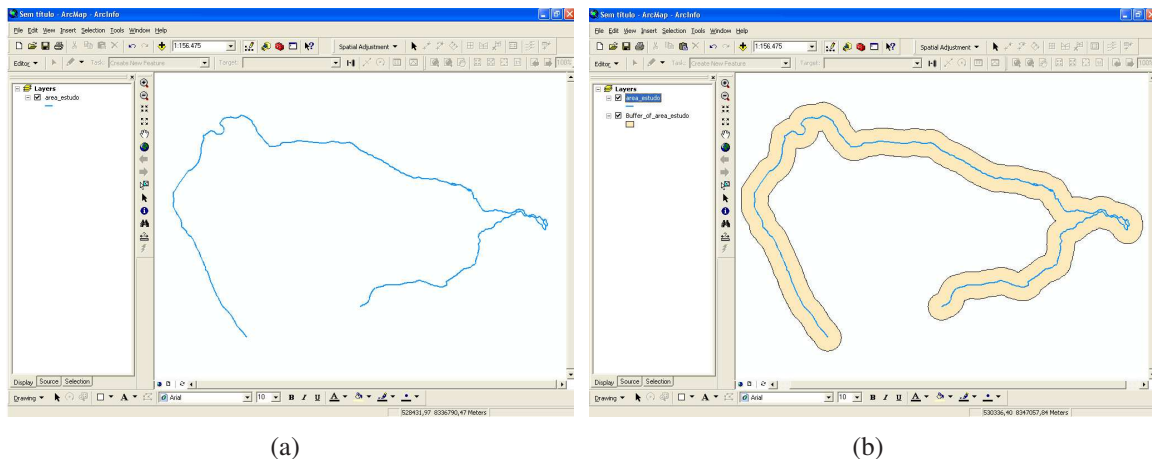 Sem título - ArcMap - ArcInfo
File Edit View Insert Selection Tools Window Help
1:156.475
Spatial Adjustment
Editor Task: Create New Feature Target:
100%
Layers
area_estudo
Display Source Selection
Drawing
A
Arial
10
B I U A
528431,97 8336790,47 Meters
(a)
Sem título - ArcMap - ArcInfo
File Edit View Insert Selection Tools Window Help
1:156.475
Spatial Adjustment
Editor Task: Create New Feature Target:
100%
Layers
area_estudo
Buffer_of_area_estudo
Display Source Selection
Drawing
A
Arial
10
B I U A
530336,40 8347057,84 Meters
(b)